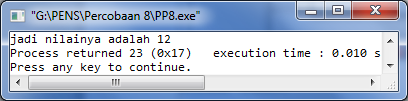 "G:\PENS\Percobaan 8\PP8.exe"
jadi nilainya adalah 12
Process returned 23 (0x17)   execution time : 0.010 s
Press any key to continue.